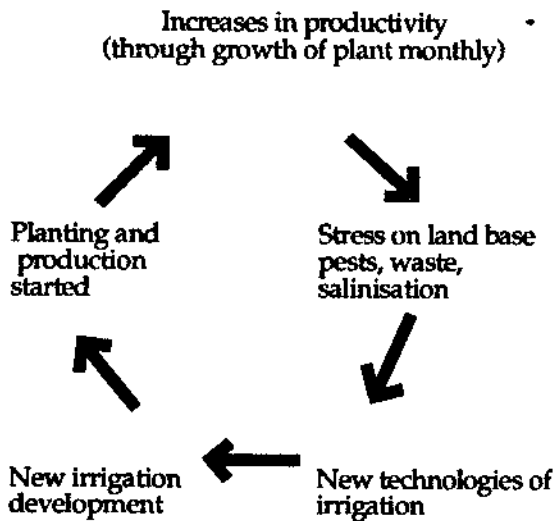 Increases in productivity
(through growth of plant monthly)
Planting and
production
started
Stress on land base
pests, waste,
salinisation
New irrigation
development
New technologies of
irrigation